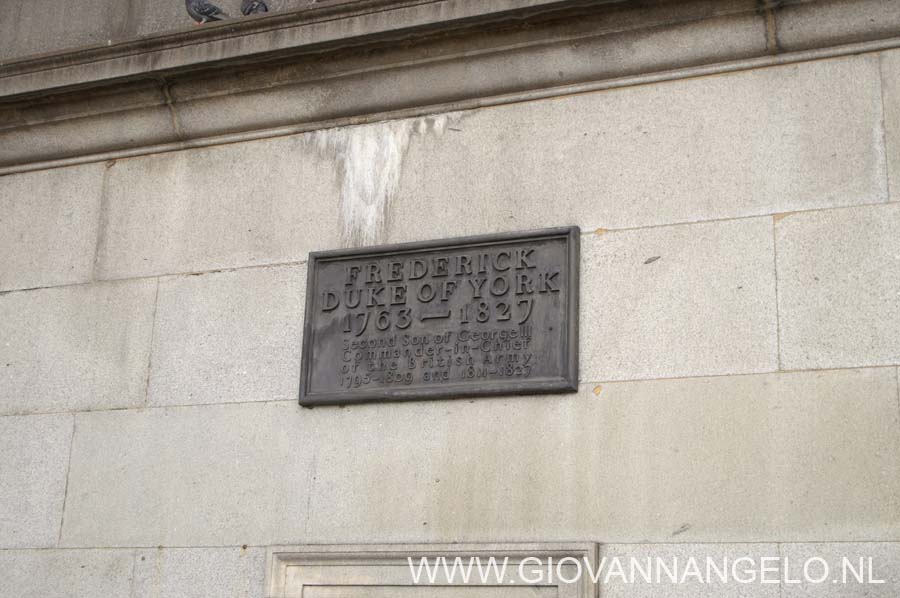 FREDERICK
DUKE OF YORK
1763 — 1827
Second Son of George III
Commander-in-Chief
of the British Army
1795-1809 and 1811-1827
WWW.GIOVANNANGELO.NL